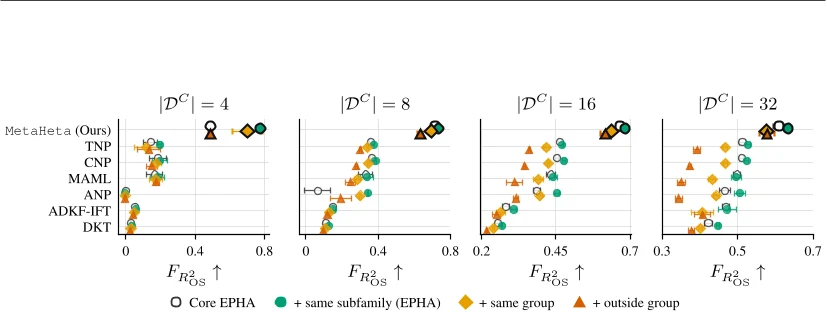 |𝒟^C| = 4
|𝒟^C| = 8
|𝒟^C| = 16
|𝒟^C| = 32
MetaHeta (Ours)
TNP
CNP
MAML
ANP
ADKF-IFT
DKT
0 0.4 0.8
0 0.4 0.8
0.2 0.45 0.7
0.3 0.5 0.7
F_{R²_OS} ↑
F_{R²_OS} ↑
F_{R²_OS} ↑
F_{R²_OS} ↑
Core EPHA + same subfamily (EPHA) + same group + outside group